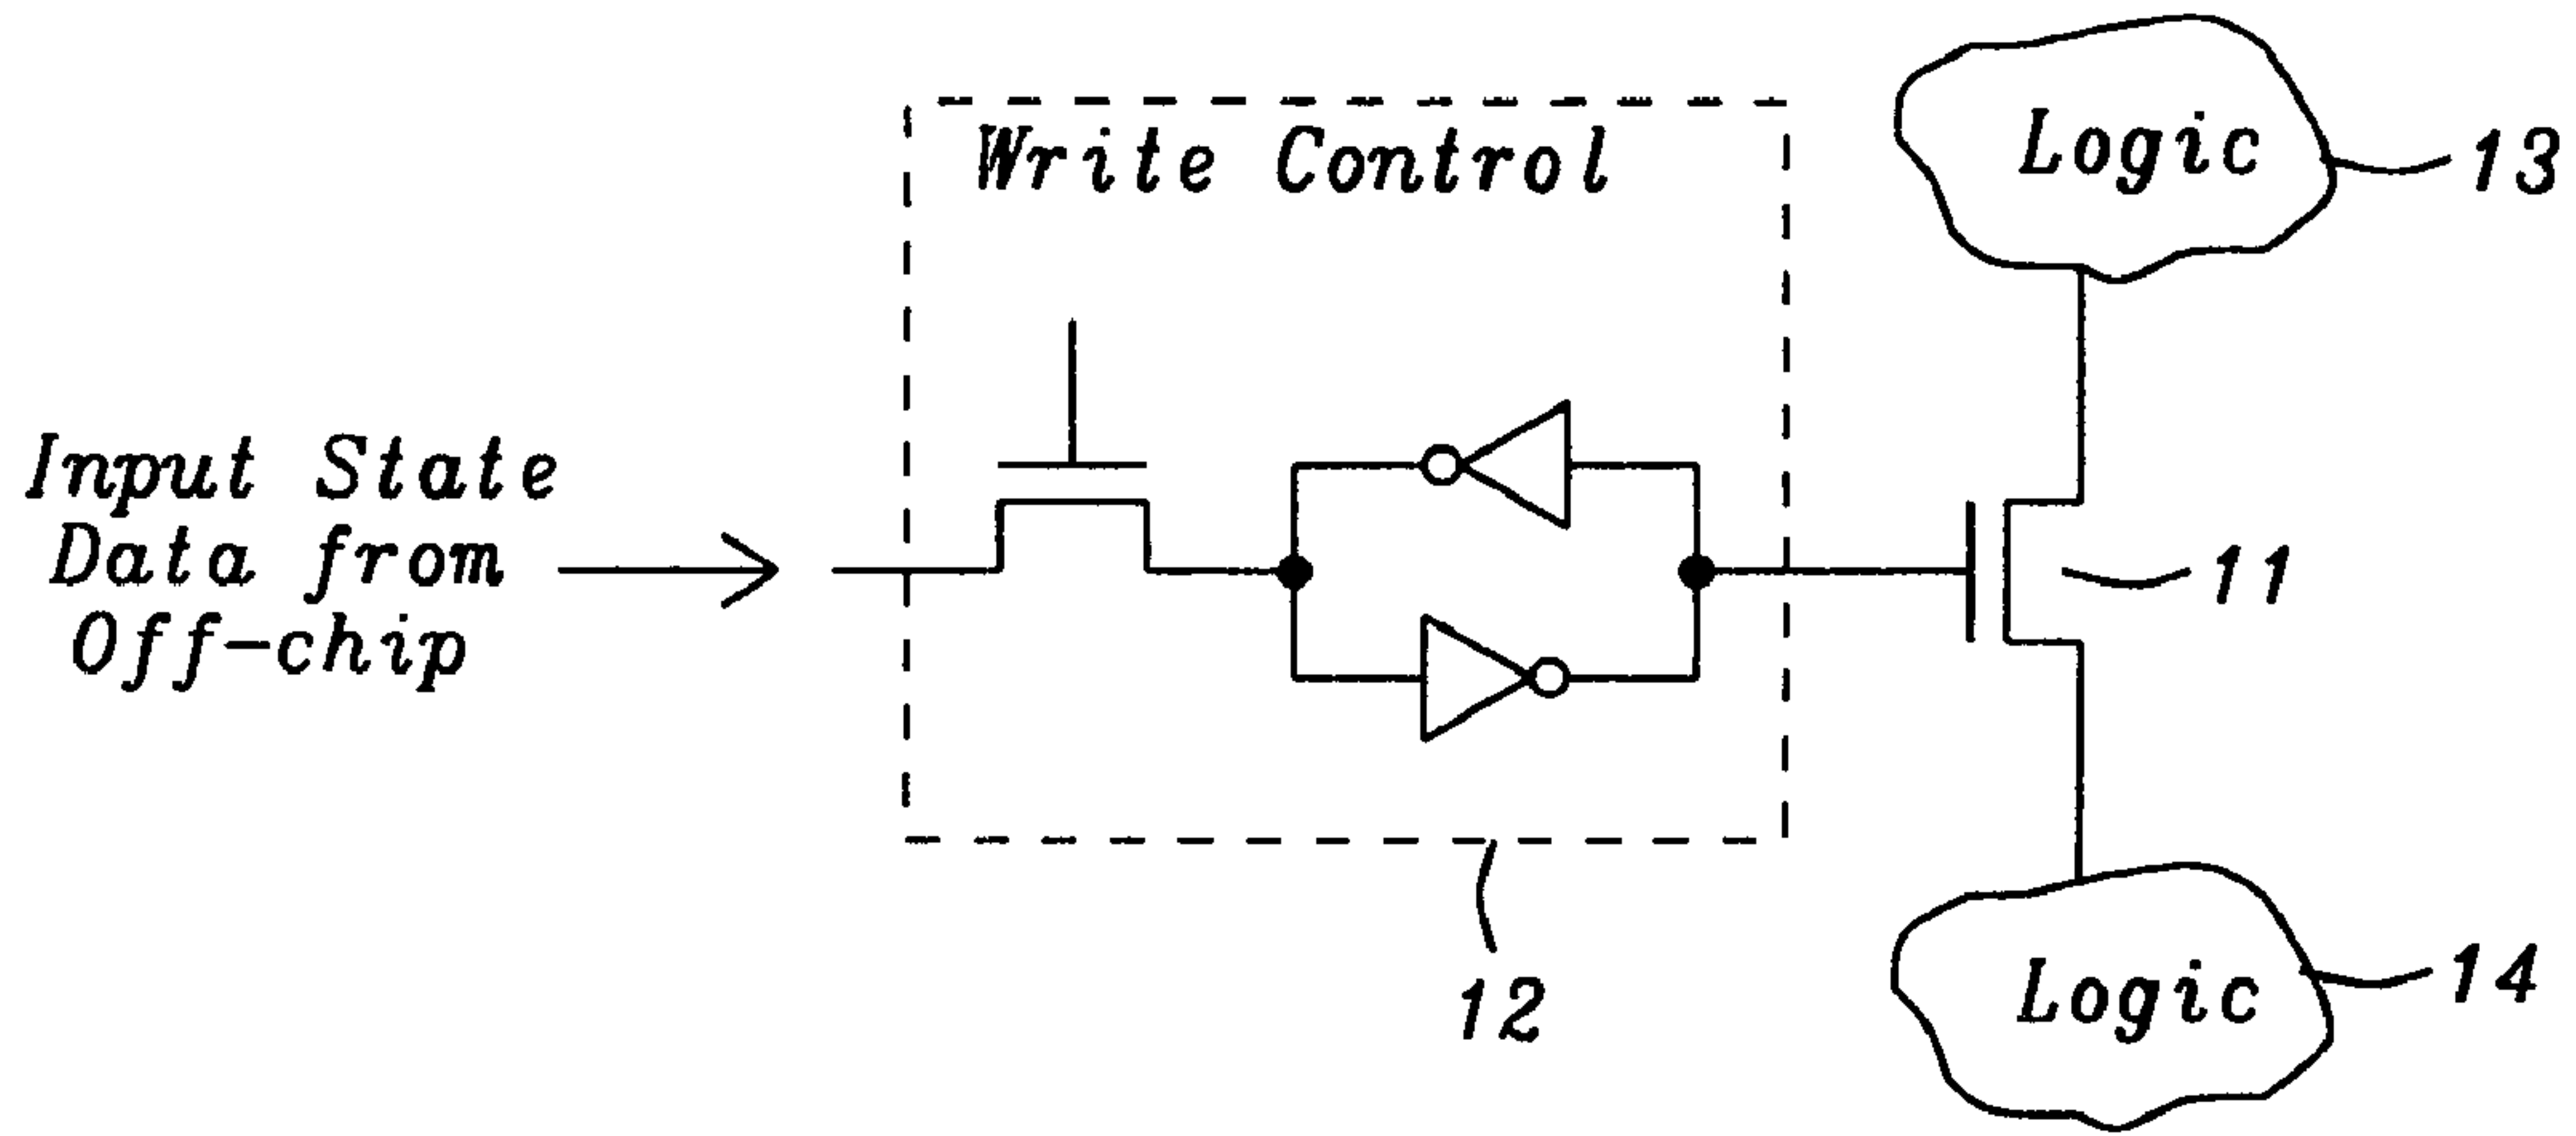 Write Control
Logic
13
Input State
Data from
Off-chip
11
12
Logic
14